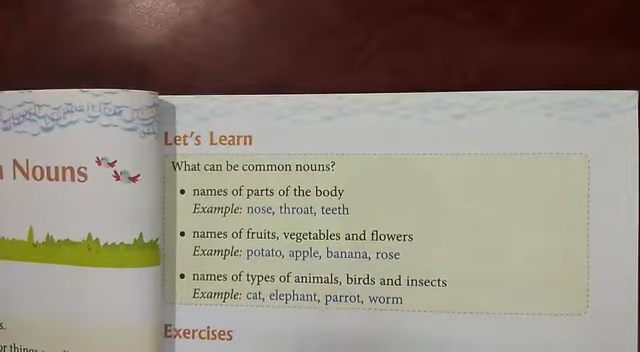 Nouns
Let's Learn
What can be common nouns?
• names of parts of the body
Example: nose, throat, teeth
• names of fruits, vegetables and flowers
Example: potato, apple, banana, rose
• names of types of animals, birds and insects
Example: cat, elephant, parrot, worm
Exercises